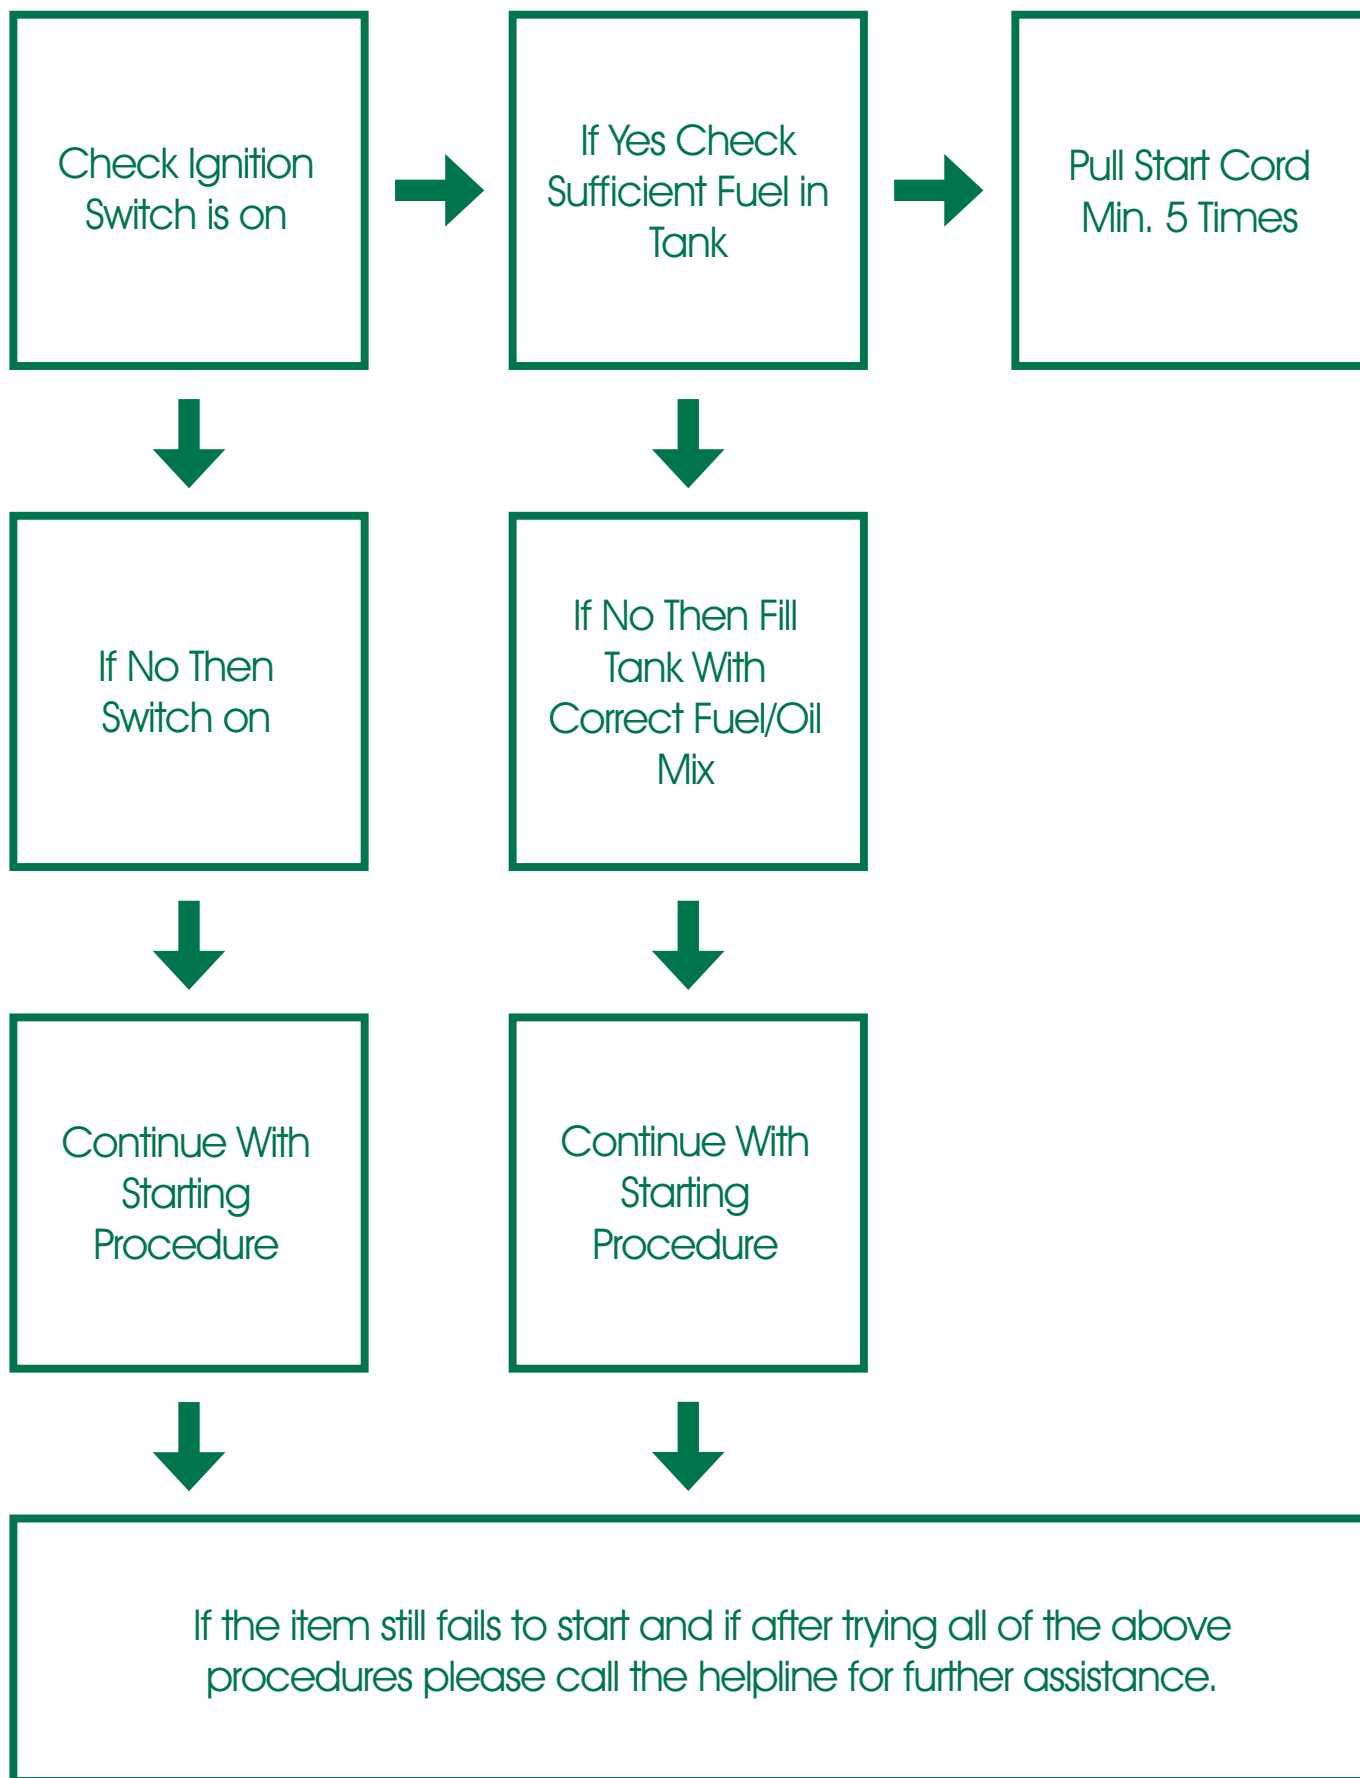 Check Ignition
Switch is on
If Yes Check
Sufficient Fuel in
Tank
Pull Start Cord
Min. 5 Times
If No Then
Switch on
If No Then Fill
Tank With
Correct Fuel/Oil
Mix
Continue With
Starting
Procedure
Continue With
Starting
Procedure
If the item still fails to start and if after trying all of the above
procedures please call the helpline for further assistance.